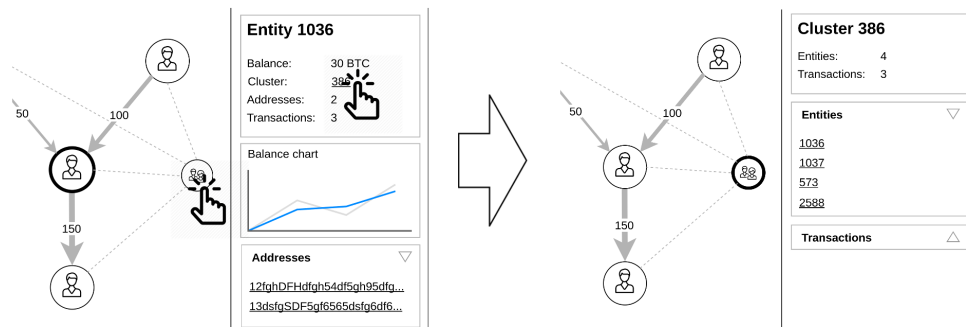 50
100
150
Entity 1036
Balance: 30 BTC
Cluster: 386
Addresses: 2
Transactions: 3
Balance chart
Addresses
12fghDFHdfgh54df5gh95dfg...
13dsfgSDF5gf6565dsfg6df6...
50
100
150
Cluster 386
Entities: 4
Transactions: 3
Entities
1036
1037
573
2588
Transactions